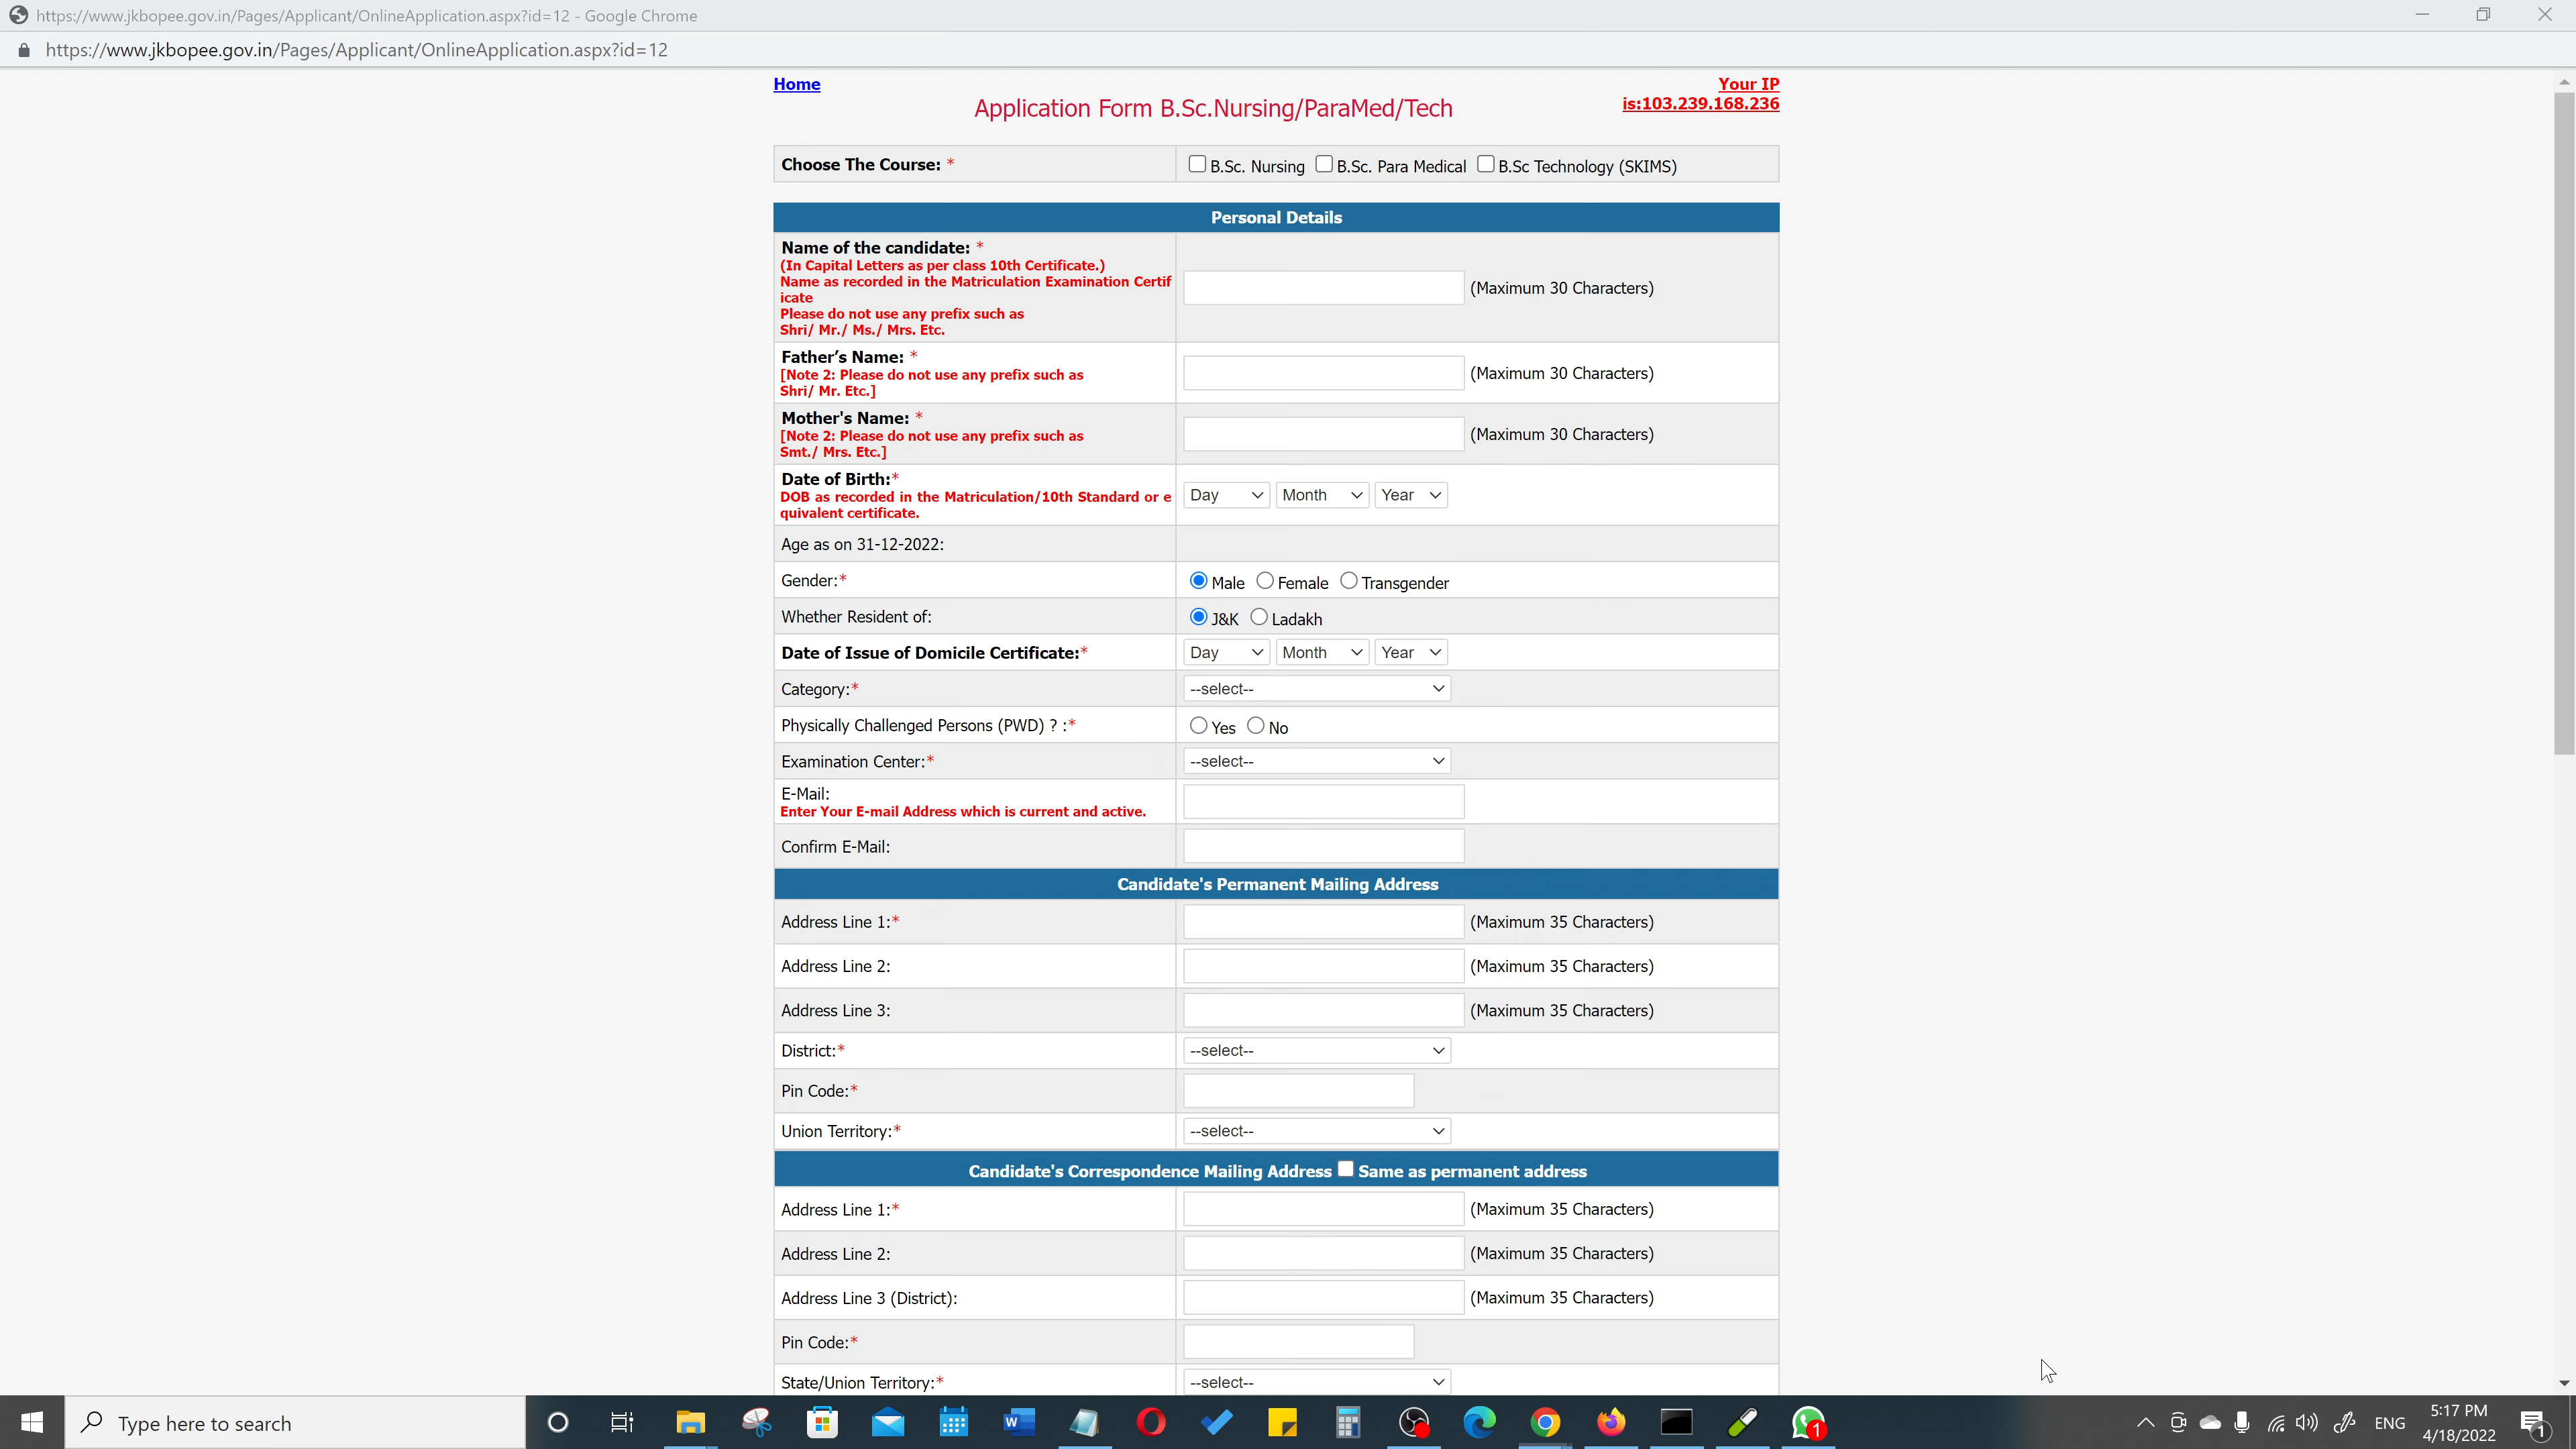 https://www.jkbopee.gov.in/Pages/Applicant/OnlineApplication.aspx?id=12 - Google Chrome
https://www.jkbopee.gov.in/Pages/Applicant/OnlineApplication.aspx?id=12
Home
Your IP
is:103.239.168.236
Application Form B.Sc.Nursing/ParaMed/Tech
Choose The Course: * B.Sc. Nursing B.Sc. Para Medical B.Sc Technology (SKIMS)
Personal Details
Name of the candidate: *
(In Capital Letters as per class 10th Certificate.)
Name as recorded in the Matriculation Examination Certif
icate
Please do not use any prefix such as
Shri/ Mr./ Ms./ Mrs. Etc.
(Maximum 30 Characters)
Father’s Name: *
[Note 2: Please do not use any prefix such as
Shri/ Mr. Etc.]
(Maximum 30 Characters)
Mother's Name: *
[Note 2: Please do not use any prefix such as
Smt./ Mrs. Etc.]
(Maximum 30 Characters)
Date of Birth:*
DOB as recorded in the Matriculation/10th Standard or e
quivalent certificate.
Day Month Year
Age as on 31-12-2022:
Gender:* Male Female Transgender
Whether Resident of: J&K Ladakh
Date of Issue of Domicile Certificate:* Day Month Year
Category:* --select--
Physically Challenged Persons (PWD) ? :* Yes No
Examination Center:* --select--
E-Mail:
Enter Your E-mail Address which is current and active.
Confirm E-Mail:
Candidate's Permanent Mailing Address
Address Line 1:* (Maximum 35 Characters)
Address Line 2: (Maximum 35 Characters)
Address Line 3: (Maximum 35 Characters)
District:* --select--
Pin Code:*
Union Territory:* --select--
Candidate's Correspondence Mailing Address Same as permanent address
Address Line 1:* (Maximum 35 Characters)
Address Line 2: (Maximum 35 Characters)
Address Line 3 (District): (Maximum 35 Characters)
Pin Code:*
State/Union Territory:* --select--
Type here to search
W
1
ENG
5:17 PM
4/18/2022
1